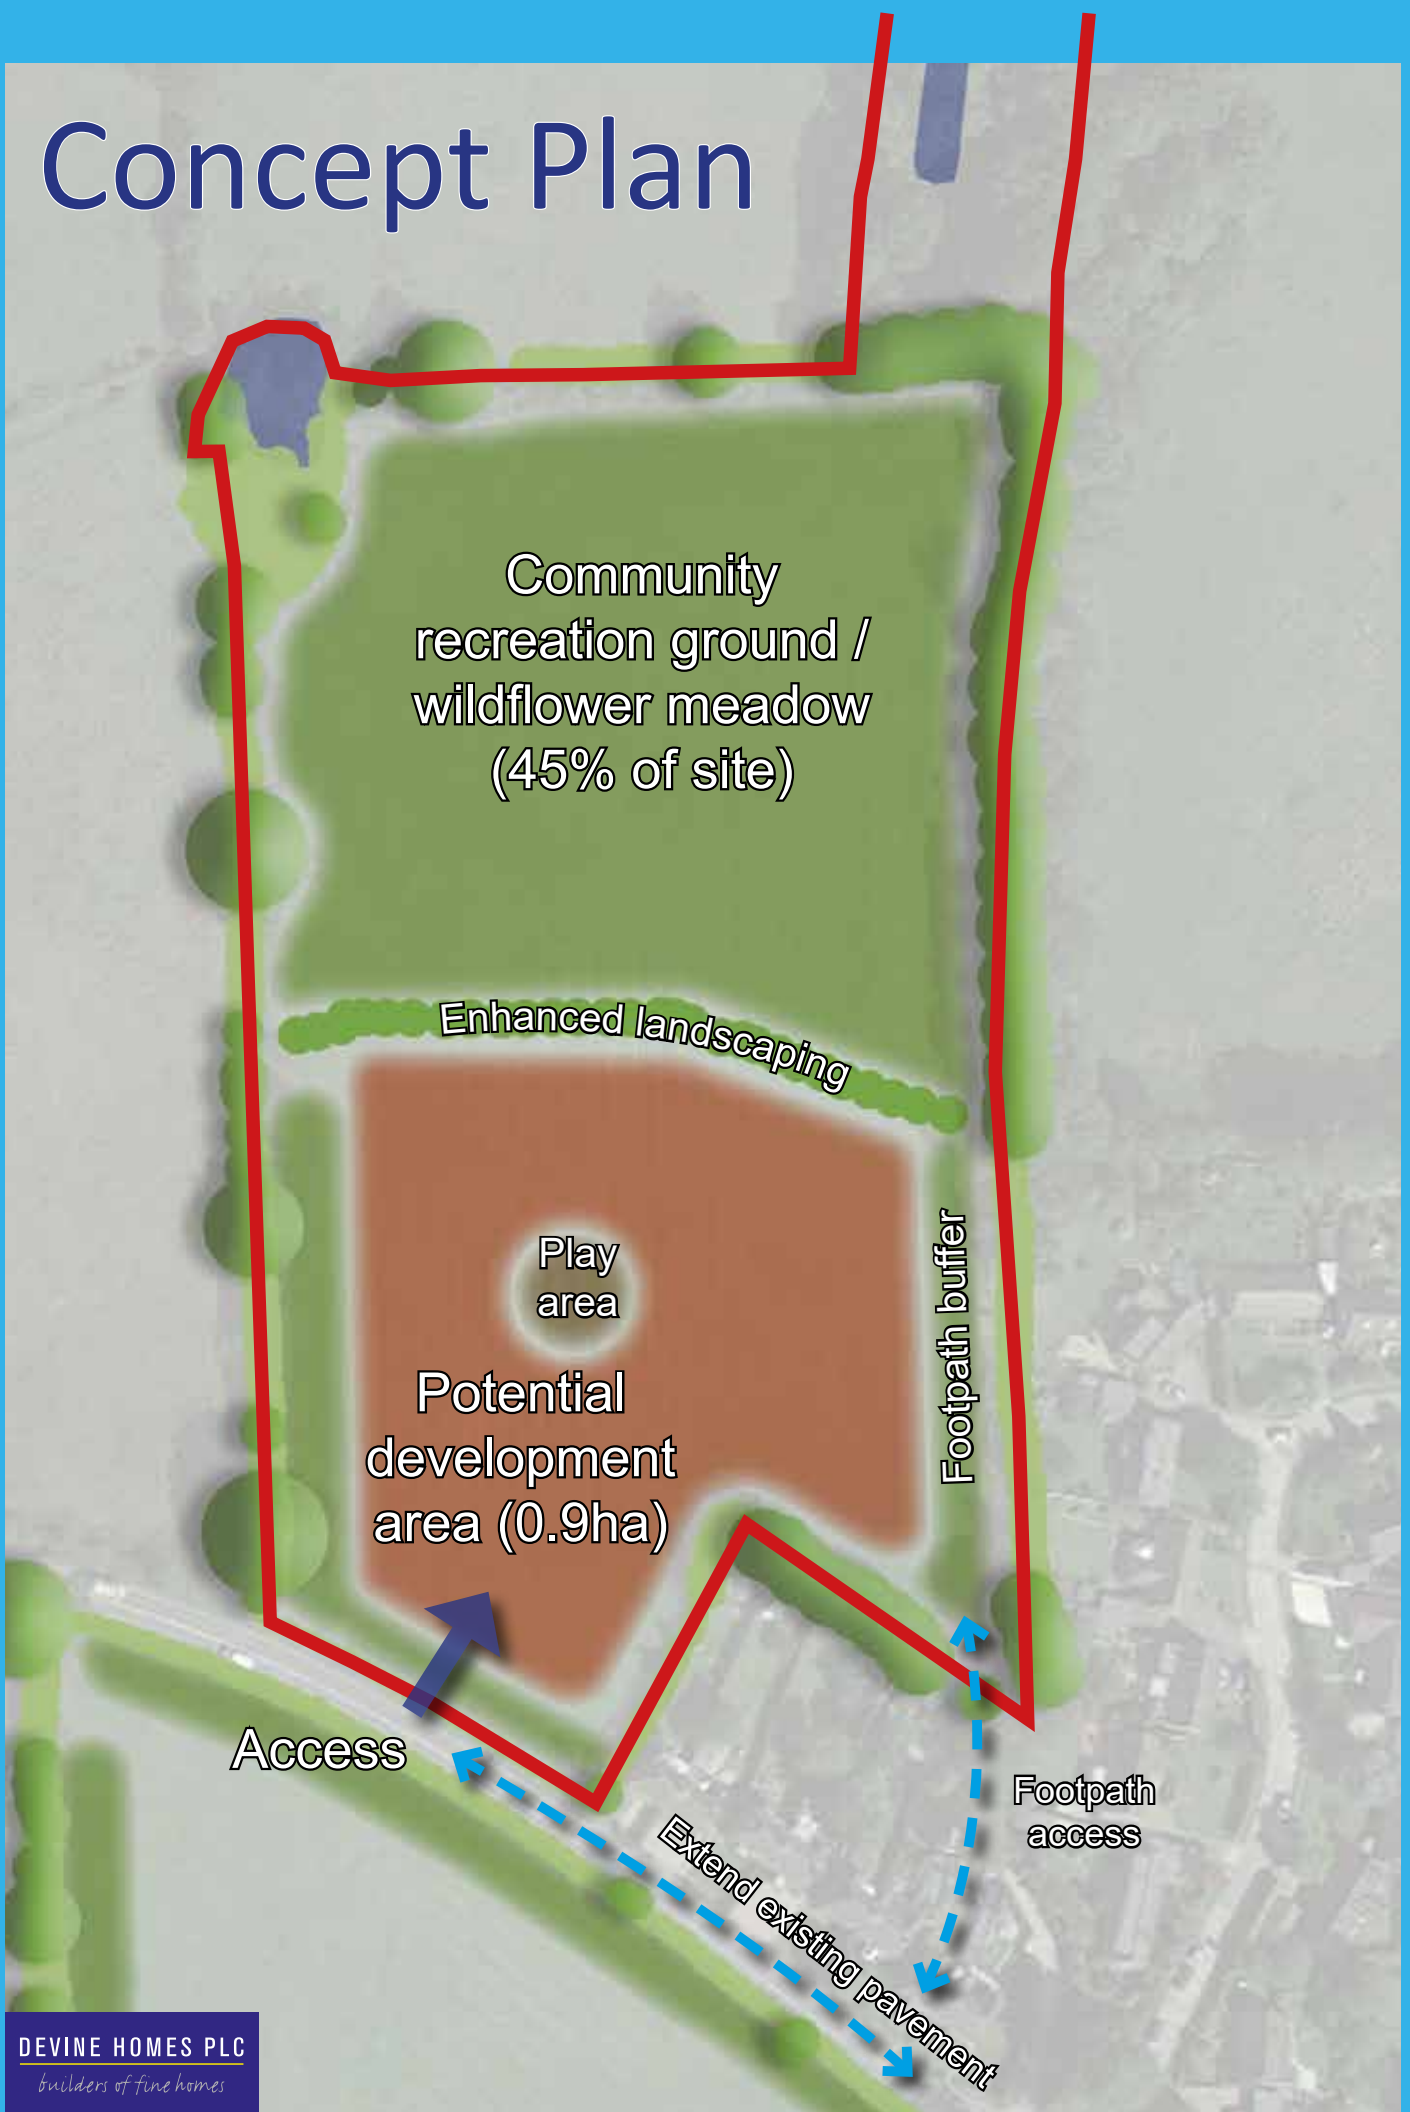 Concept Plan
Community
recreation ground /
wildflower meadow
(45% of site)
Enhanced landscaping
Play
area
Potential
development
area (0.9ha)
Footpath buffer
Access
Footpath
access
Extend existing pavement
DEVINE HOMES PLC
builders of fine homes